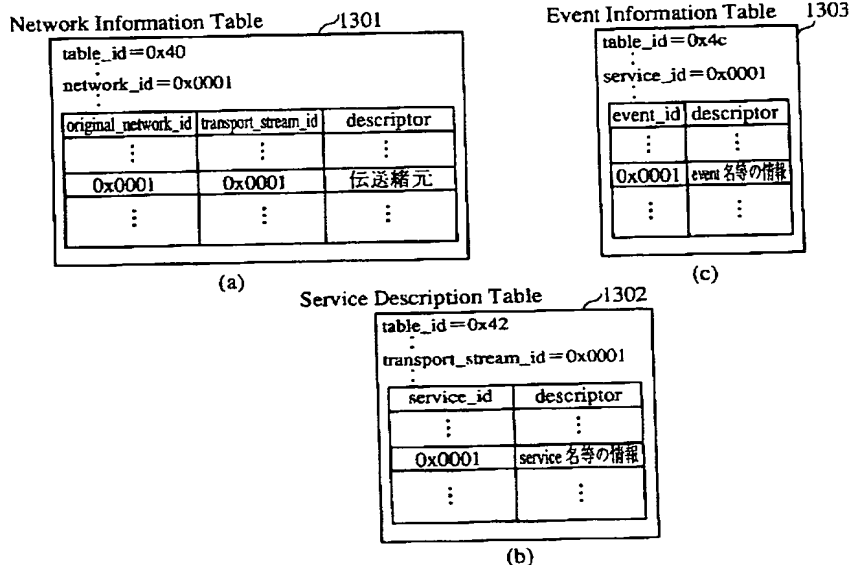 Network Information Table
1301
table_id=0x40
⋮
network_id=0x0001
⋮
original_network_id transport_stream_id descriptor
⋮ ⋮ ⋮
0x0001 0x0001 伝送緒元
⋮ ⋮ ⋮
(a)
Event Information Table
1303
table_id=0x4c
⋮
service_id=0x0001
⋮
event_id descriptor
⋮ ⋮
0x0001 event 名等の情報
⋮ ⋮
(c)
Service Description Table
1302
table_id=0x42
⋮
transport_stream_id=0x0001
⋮
service_id descriptor
⋮ ⋮
0x0001 service 名等の情報
⋮ ⋮
(b)